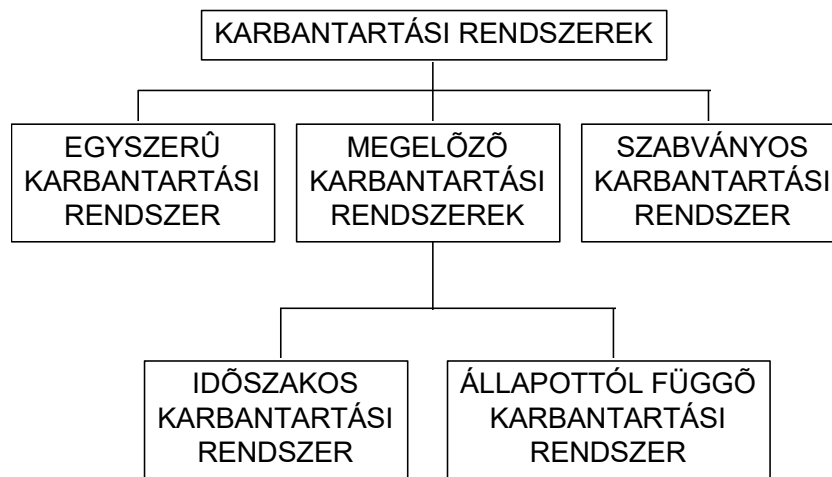 KARBANTARTÁSI RENDSZEREK
EGYSZERÛ
KARBANTARTÁSI
RENDSZER
MEGELÕZÕ
KARBANTARTÁSI
RENDSZEREK
SZABVÁNYOS
KARBANTARTÁSI
RENDSZER
IDÕSZAKOS
KARBANTARTÁSI
RENDSZER
ÁLLAPOTTÓL FÜGGÕ
KARBANTARTÁSI
RENDSZER